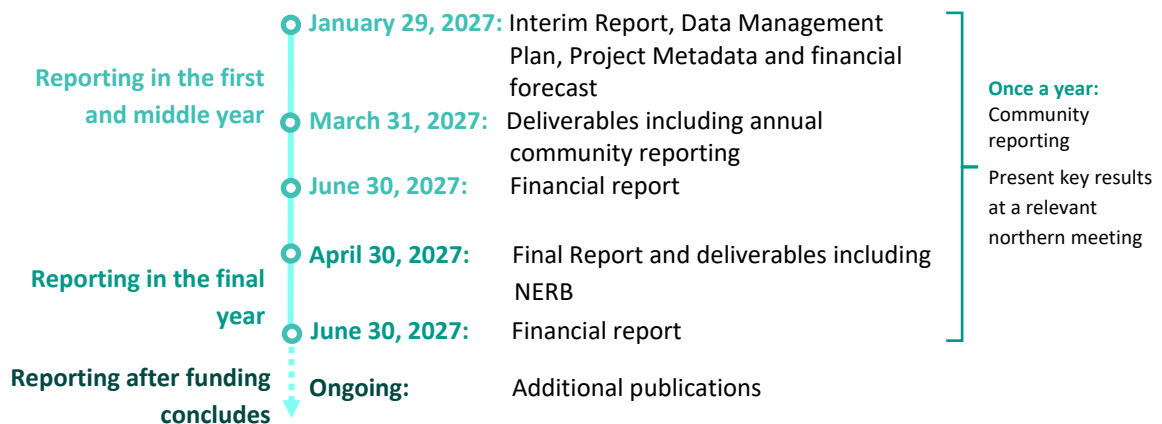 Reporting in the first
and middle year
January 29, 2027: Interim Report, Data Management
Plan, Project Metadata and financial
forecast
March 31, 2027: Deliverables including annual
community reporting
June 30, 2027: Financial report
Reporting in the final
year
April 30, 2027: Final Report and deliverables including
NERB
June 30, 2027: Financial report
Reporting after funding
concludes
Ongoing: Additional publications
Once a year:
Community
reporting
Present key results
at a relevant
northern meeting